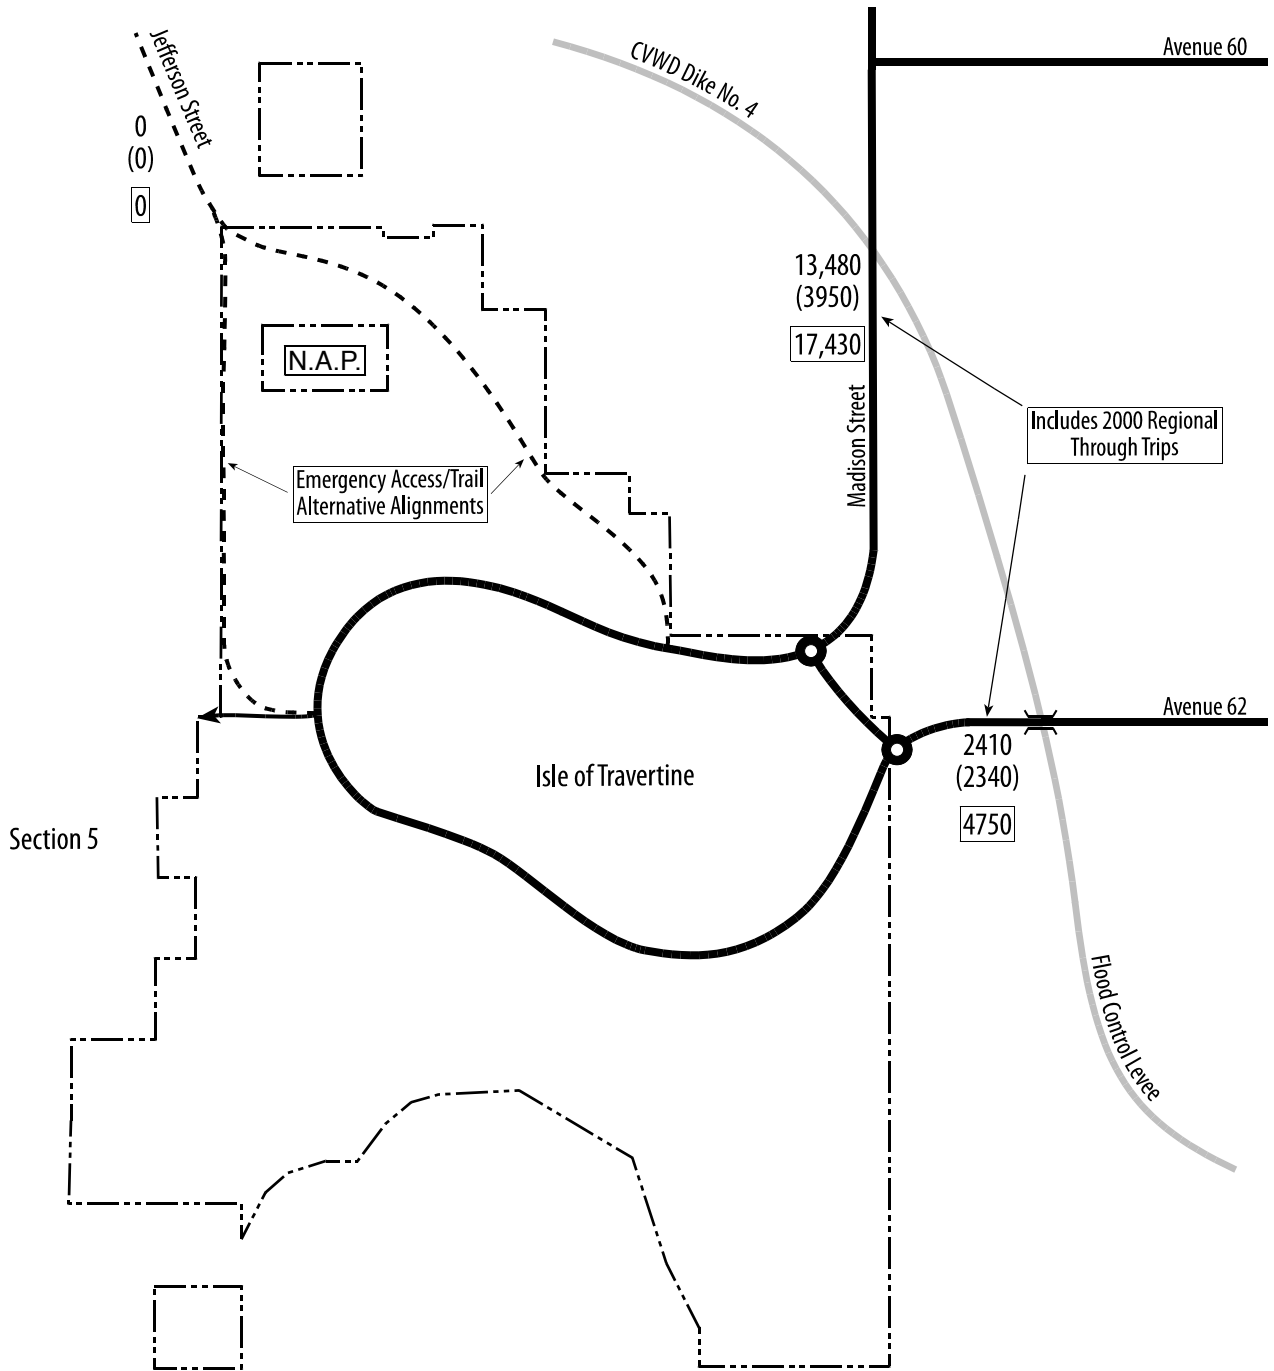 Avenue 60
Jefferson Street
CVWD Dike No. 4
0
(0)
0
13,480
(3950)
17,430
N.A.P.
Madison Street
Includes 2000 Regional
Through Trips
Emergency Access/Trail
Alternative Alignments
Avenue 62
2410
(2340)
4750
Isle of Travertine
Section 5
Flood Control Levee